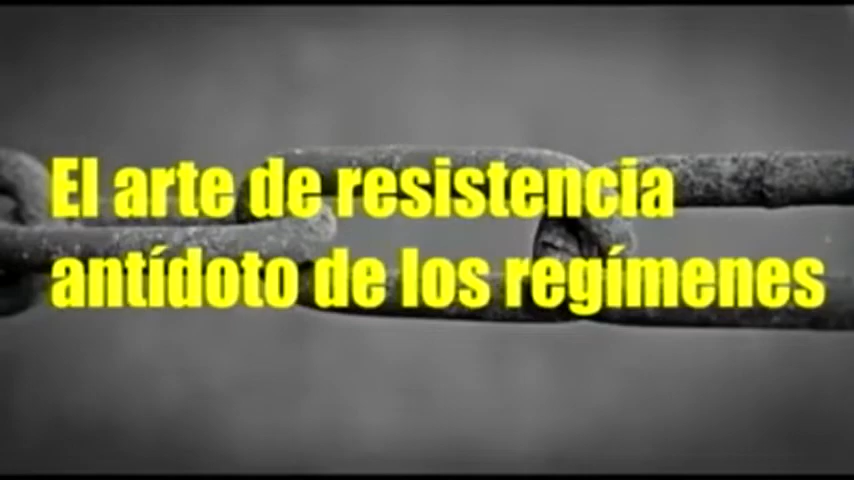 El arte de resistencia
antídoto de los regímenes